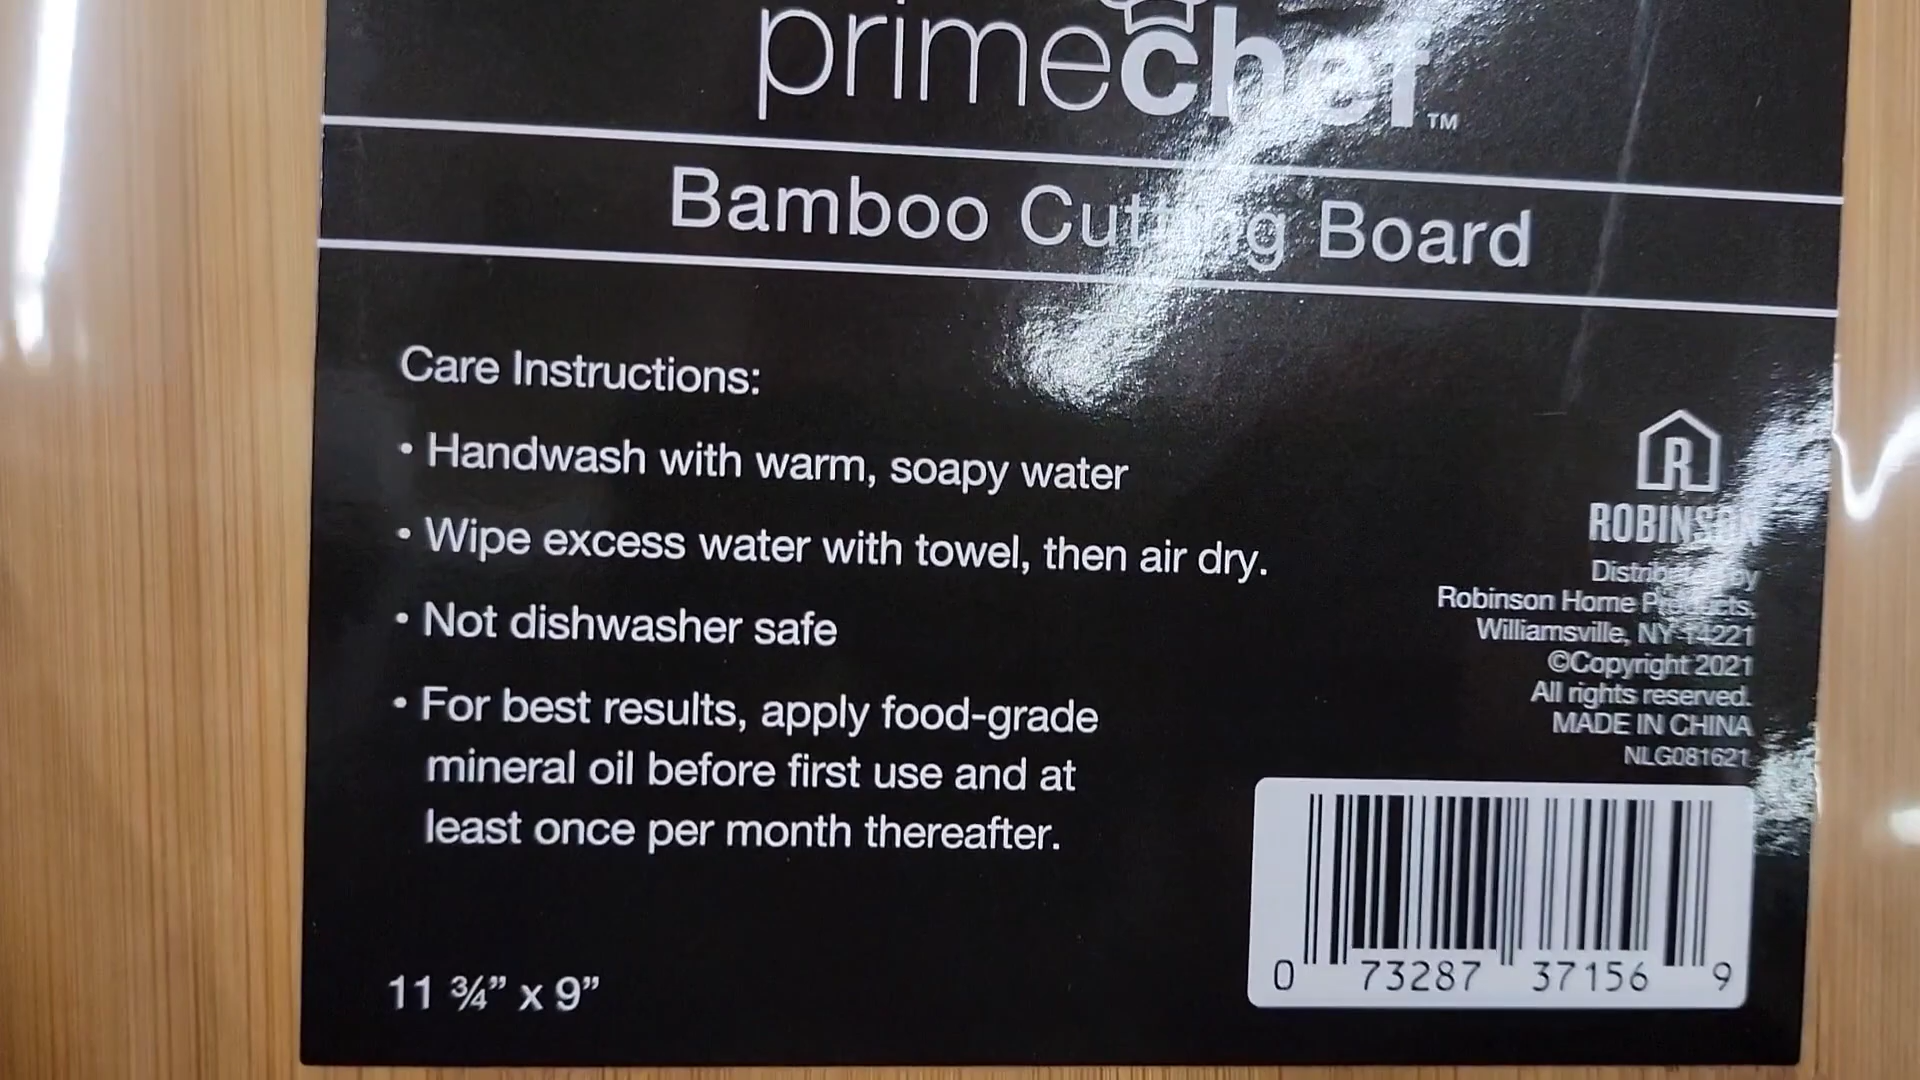 primechef™
Bamboo Cutting Board
Care Instructions:
• Handwash with warm, soapy water
• Wipe excess water with towel, then air dry.
• Not dishwasher safe
• For best results, apply food-grade
mineral oil before first use and at
least once per month thereafter.
11 ¾” x 9”
R
ROBINSON
Distributed by
Robinson Home Products,
Williamsville, NY 14221
©Copyright 2021
All rights reserved.
MADE IN CHINA
NLG081621
0 73287 37156 9